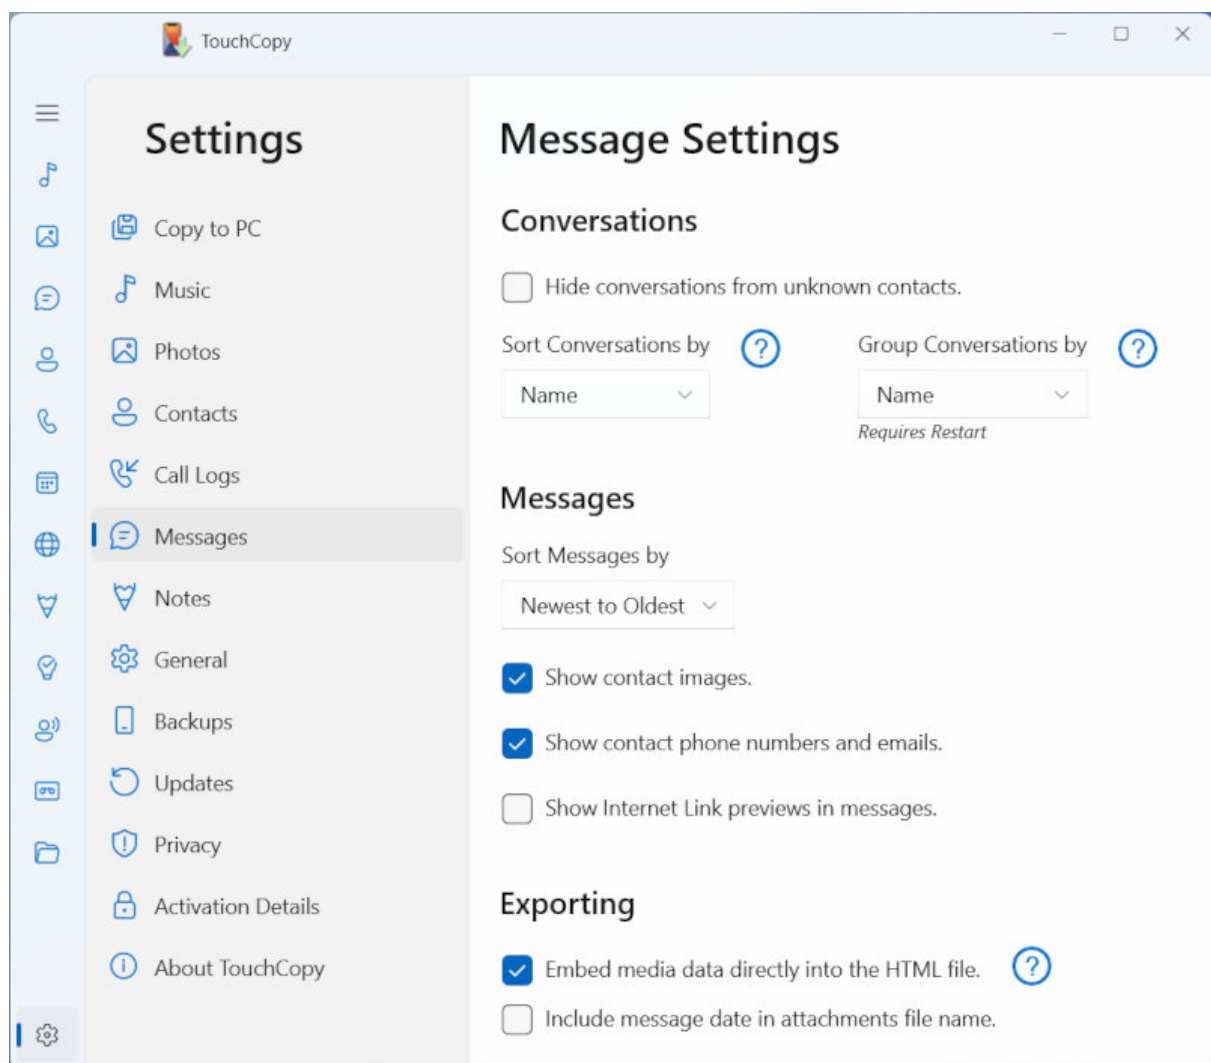 TouchCopy
Settings
Copy to PC
Music
Photos
Contacts
Call Logs
Messages
Notes
General
Backups
Updates
Privacy
Activation Details
About TouchCopy
Message Settings
Conversations
Hide conversations from unknown contacts.
Sort Conversations by ? Group Conversations by ?
Name Name
Requires Restart
Messages
Sort Messages by
Newest to Oldest
Show contact images.
Show contact phone numbers and emails.
Show Internet Link previews in messages.
Exporting
Embed media data directly into the HTML file. ?
Include message date in attachments file name.